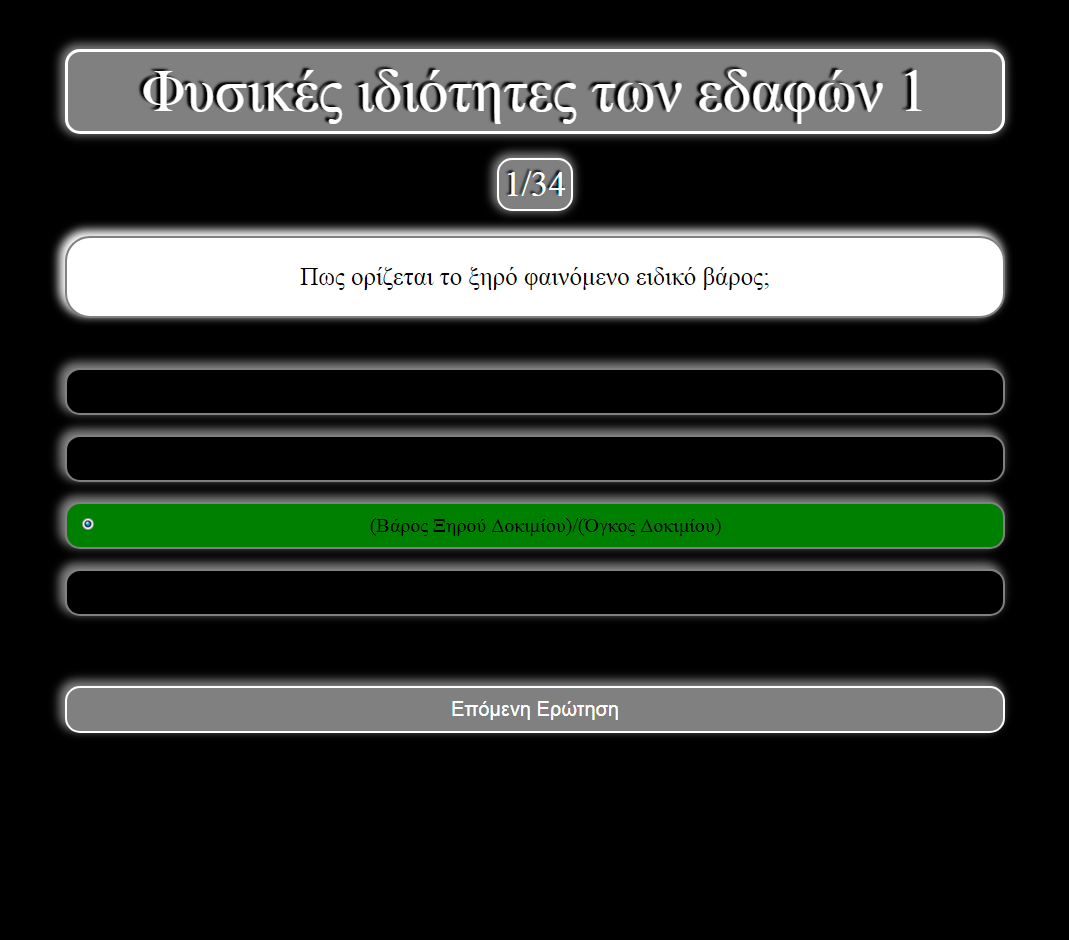 Φυσικές ιδιότητες των εδαφών 1
1/34
Πως ορίζεται το ξηρό φαινόμενο ειδικό βάρος;
(Βάρος Ξηρού Δοκιμίου)/(Όγκος Δοκιμίου)
Επόμενη Ερώτηση